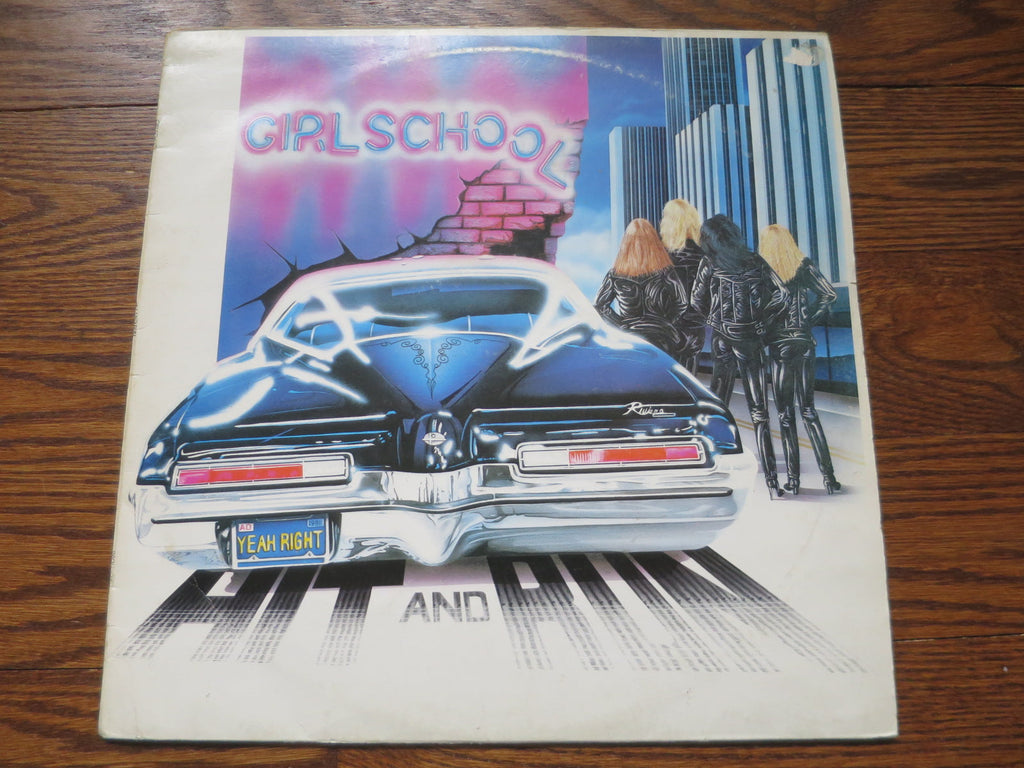 GIRLSCHOOL
Riviera
YEAH RIGHT
HIT AND RUN